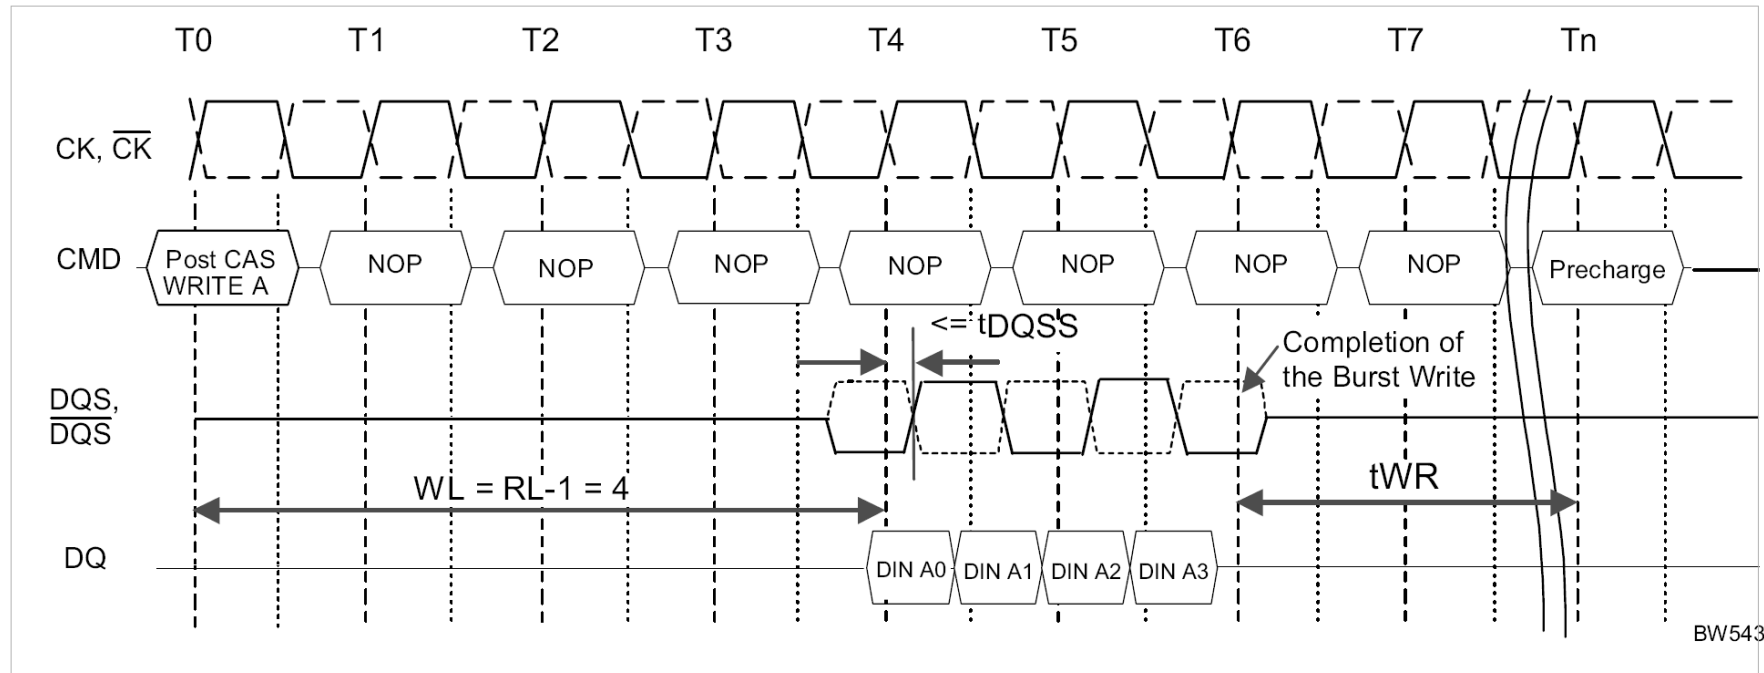 T0 T1 T2 T3 T4 T5 T6 T7 Tn
CK, C̅K̅
CMD
Post CAS
WRITE A
NOP NOP NOP NOP NOP NOP NOP
Precharge
<= tDQSS
Completion of
the Burst Write
DQS,
D̅Q̅S̅
WL = RL-1 = 4
tWR
DQ
DIN A0 DIN A1 DIN A2 DIN A3
BW543